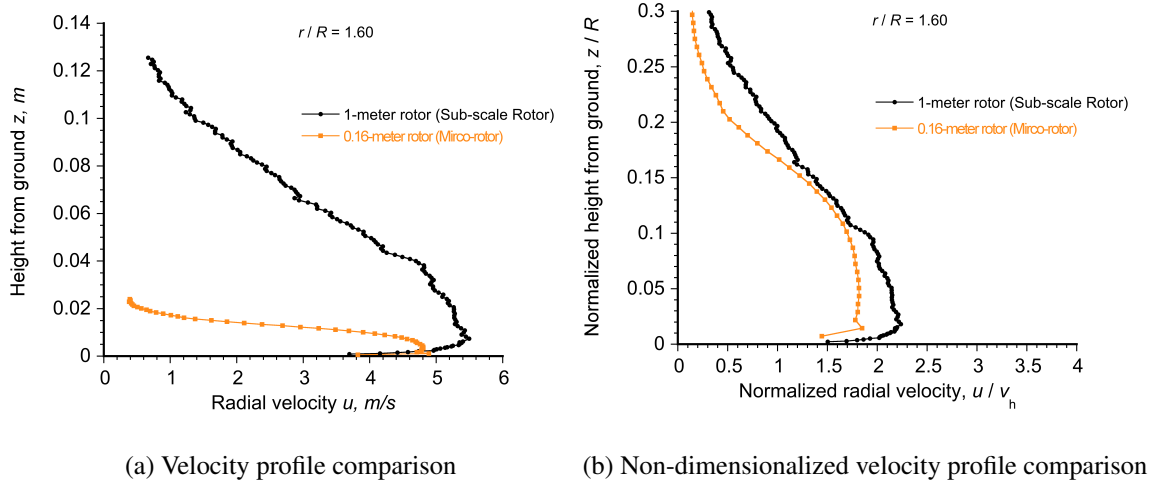 0.14
0.12
0.1
0.08
0.06
0.04
0.02
0
Height from ground z, m
r / R = 1.60
1-meter rotor (Sub-scale Rotor)
0.16-meter rotor (Mirco-rotor)
0 1 2 3 4 5 6
Radial velocity u, m/s
(a) Velocity profile comparison
0.3
0.25
0.2
0.15
0.1
0.05
0
Normalized height from ground, z / R
r / R = 1.60
1-meter rotor (Sub-scale Rotor)
0.16-meter rotor (Mirco-rotor)
0 0.5 1 1.5 2 2.5 3 3.5 4
Normalized radial velocity, u / vh
(b) Non-dimensionalized velocity profile comparison